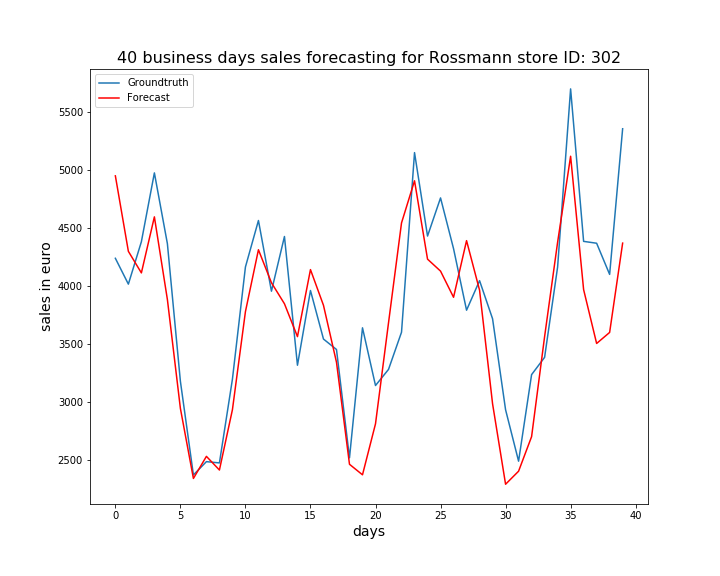 40 business days sales forecasting for Rossmann store ID: 302
Groundtruth
Forecast
5500
5000
4500
4000
3500
3000
2500
sales in euro
0 5 10 15 20 25 30 35 40
days